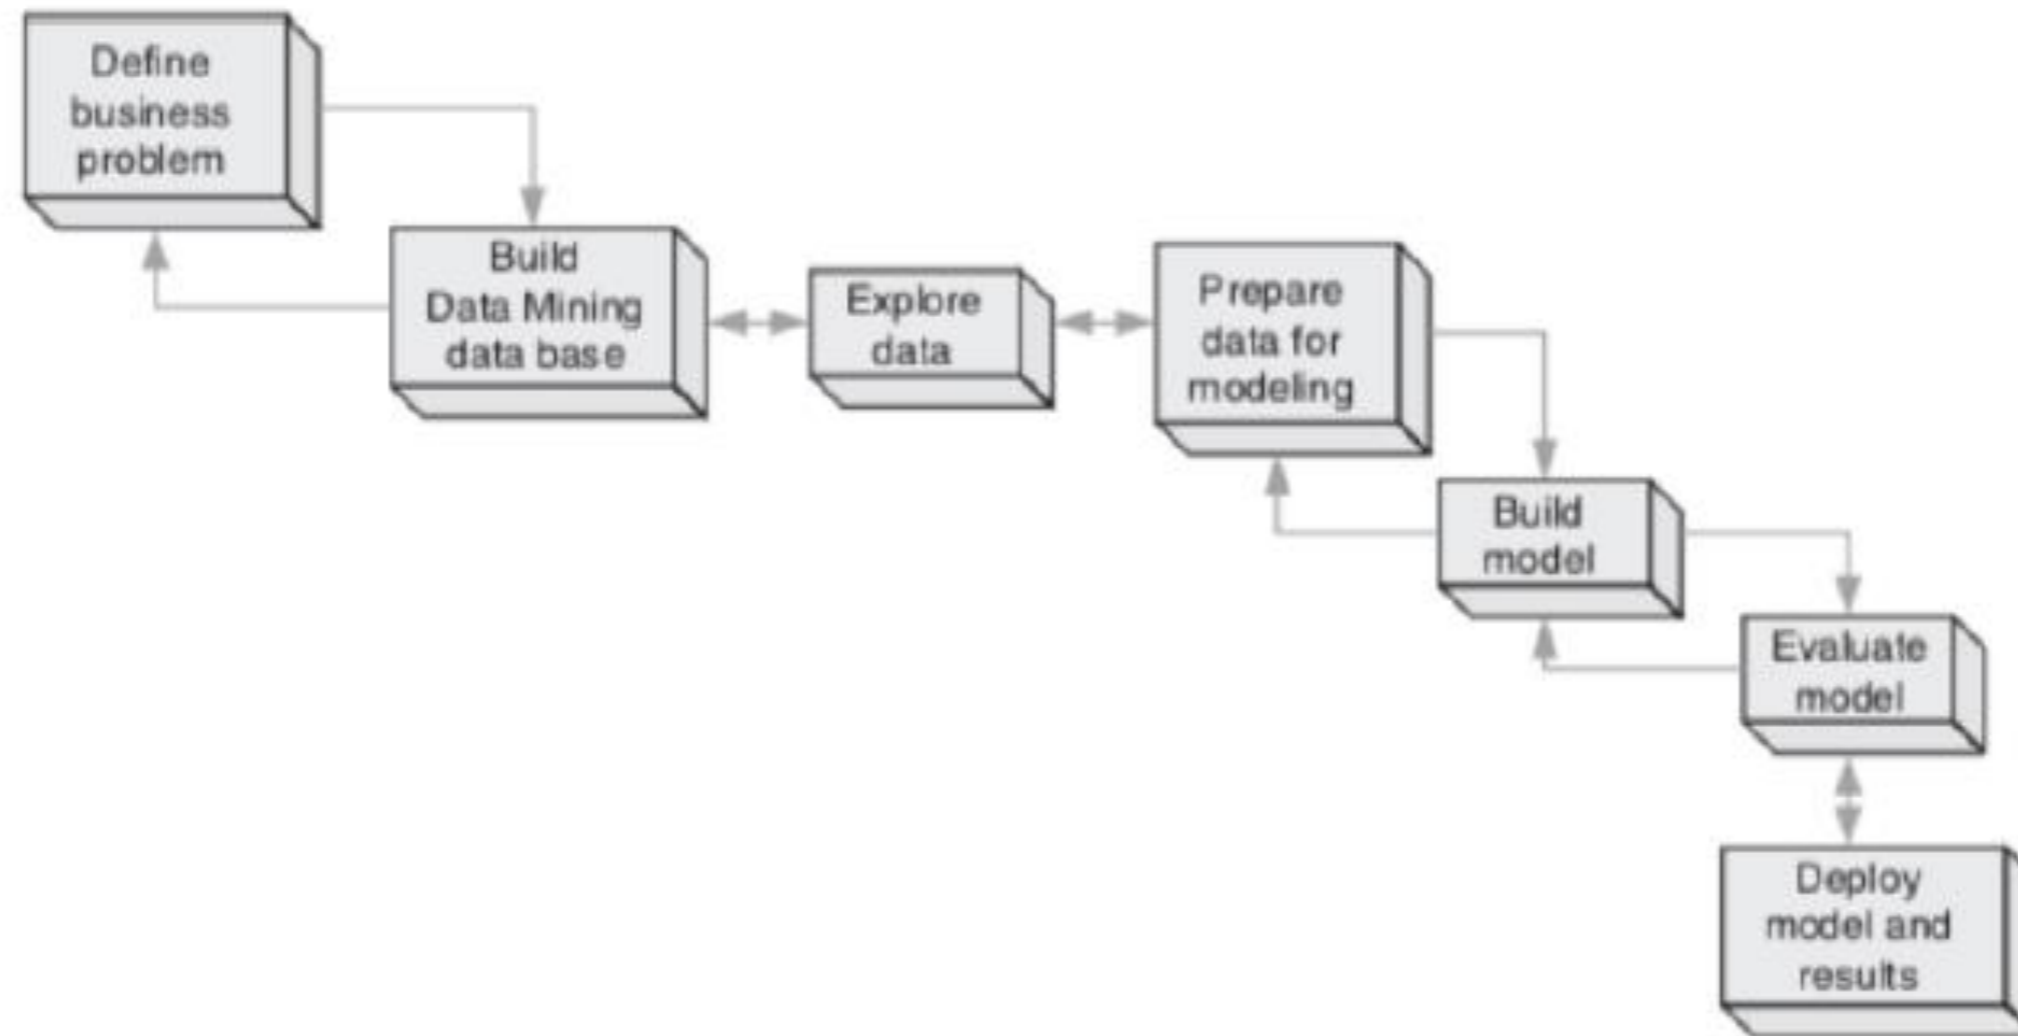 Define
business
problem
Build
Data Mining
data base
Explore
data
Prepare
data for
modeling
Build
model
Evaluate
model
Deploy
model and
results